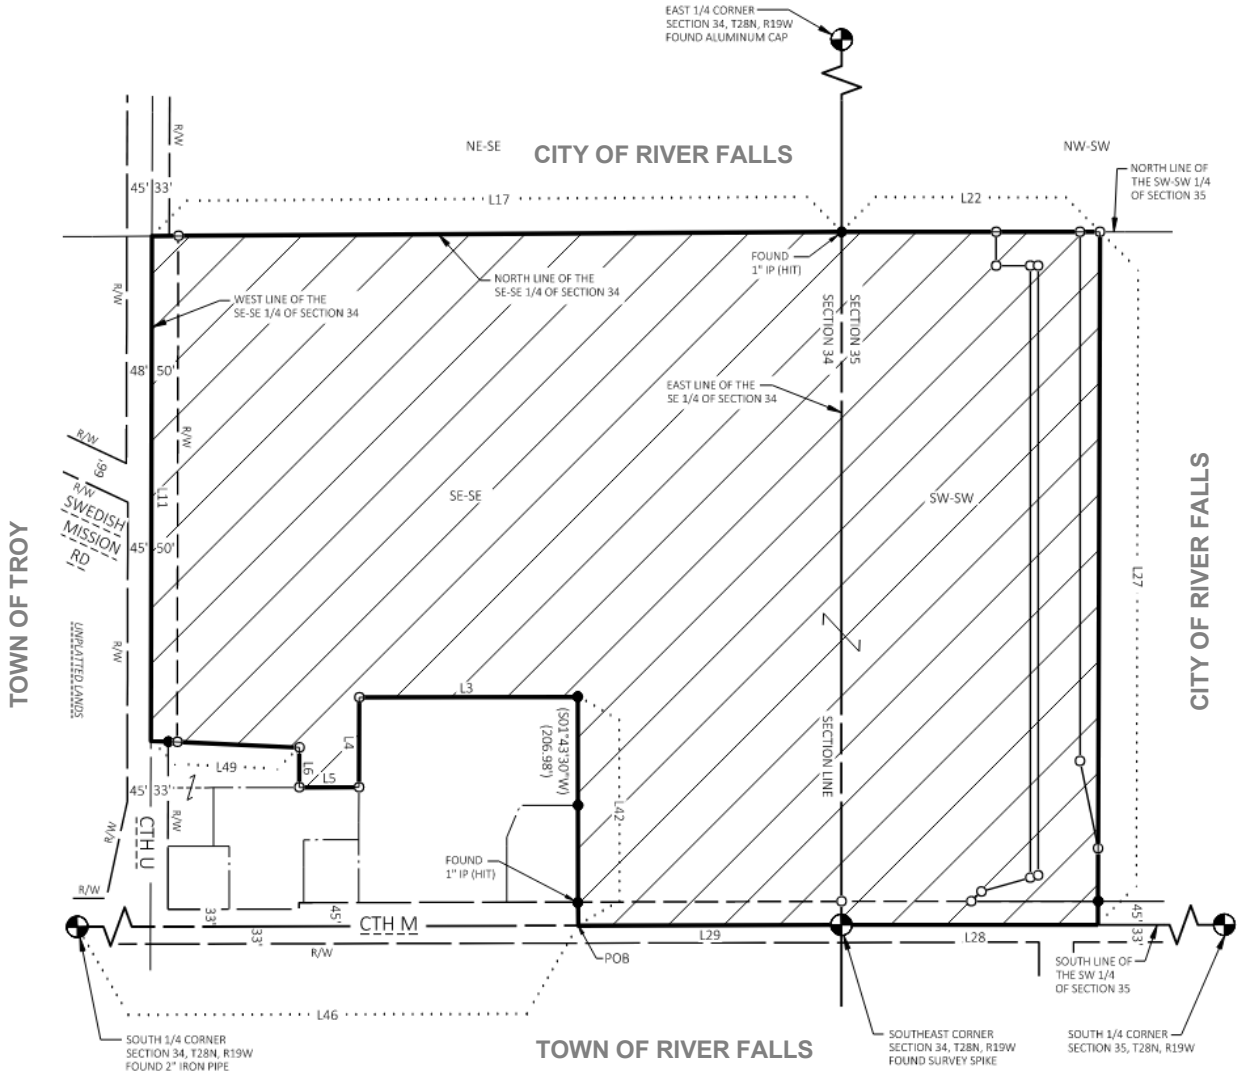 EAST 1/4 CORNER
SECTION 34, T28N, R19W
FOUND ALUMINUM CAP
R/W
NE-SE
CITY OF RIVER FALLS
NW-SW
NORTH LINE OF
THE SW-SW 1/4
OF SECTION 35
45' 33'
L17
L22
FOUND
1" IP (HIT)
NORTH LINE OF THE
SE-SE 1/4 OF SECTION 34
WEST LINE OF THE
SE-SE 1/4 OF SECTION 34
R/W
SECTION 34
SECTION 35
48' 50'
EAST LINE OF THE
SE 1/4 OF SECTION 34
R/W
R/W
66'
R/W
SWEDISH
MISSION
RD
L11
SE-SE
SW-SW
45' 50'
TOWN OF TROY
CITY OF RIVER FALLS
L27
UNPLATTED LANDS
R/W
L3
(S01°43'30"W)
(206.98')
L4
L49
L6
L5
SECTION LINE
L42
45' 33'
R/W
R/W
CTH U
FOUND
1" IP (HIT)
R/W
33'
45'
33'
CTH M
R/W
L29
L28
45'
33'
POB
SOUTH LINE OF
THE SW 1/4
OF SECTION 35
L46
SOUTH 1/4 CORNER
SECTION 34, T28N, R19W
FOUND 2" IRON PIPE
TOWN OF RIVER FALLS
SOUTHEAST CORNER
SECTION 34, T28N, R19W
FOUND SURVEY SPIKE
SOUTH 1/4 CORNER
SECTION 35, T28N, R19W